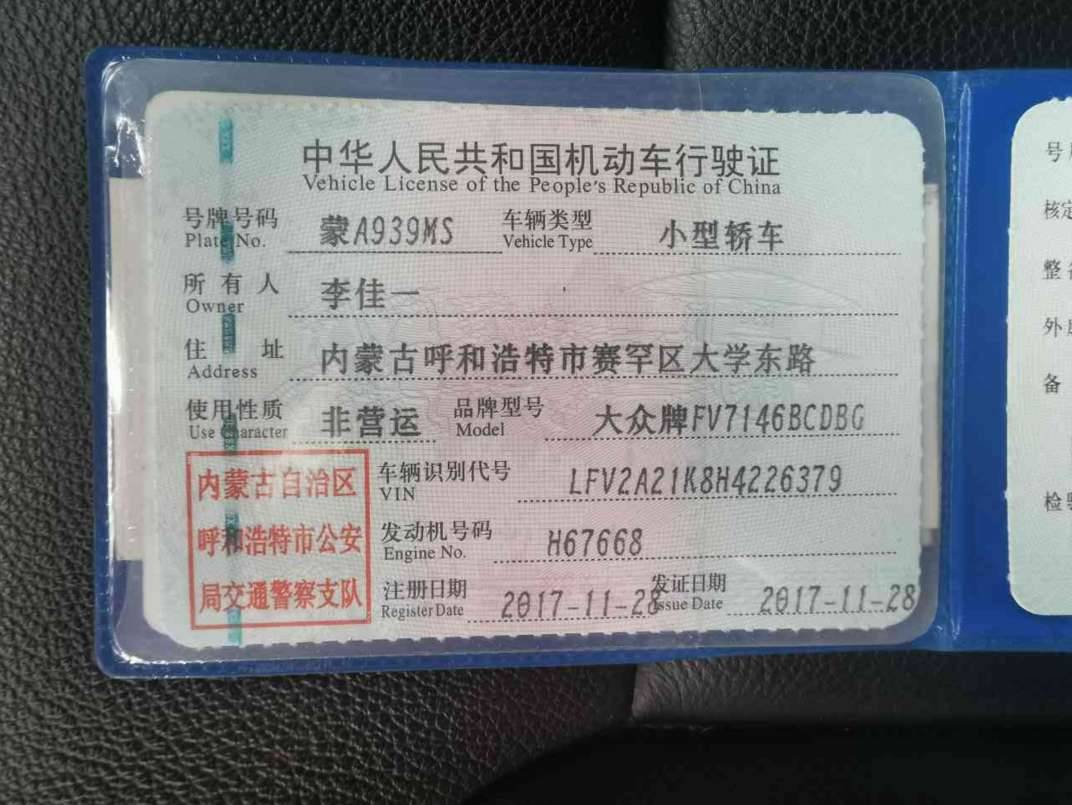 中华人民共和国机动车行驶证
Vehicle License of the People's Republic of China
号牌号码 蒙A939MS 车辆类型 小型轿车
Plate No. Vehicle Type
所有人 李佳一
Owner
住址 内蒙古呼和浩特市赛罕区大学东路
Address
使用性质 非营运 品牌型号 大众牌FV7146BCDBG
Use Character Model
内蒙古自治区
呼和浩特市公安
局交通警察支队
车辆识别代号 LFV2A21K8H4226379
VIN
发动机号码 H67668
Engine No.
注册日期 2017-11-28 发证日期 2017-11-28
Register Date Issue Date
号
核定
整备
外
备
检验